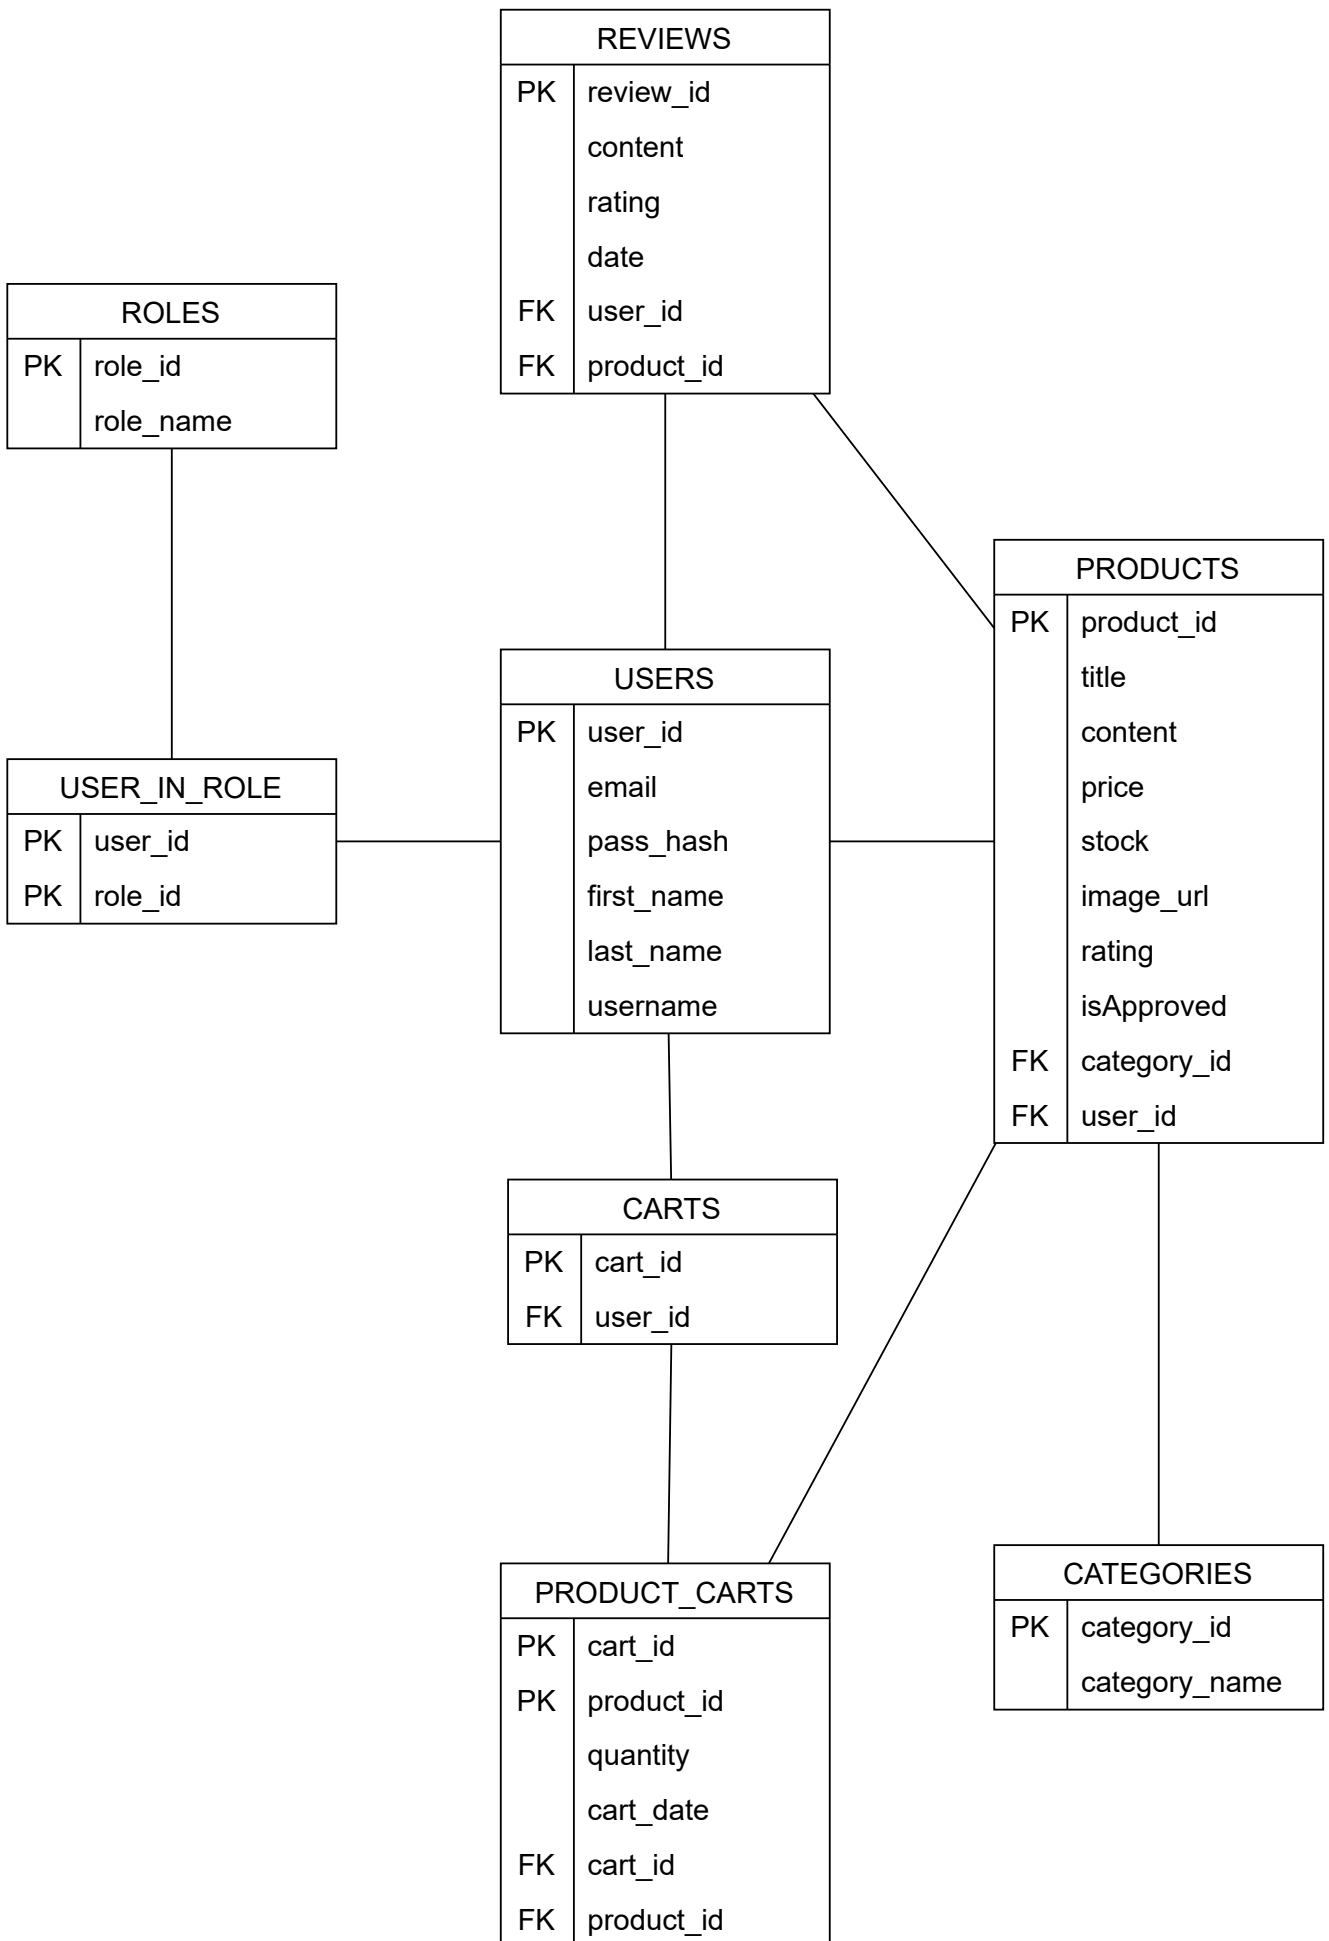 REVIEWS
PK review_id
content
rating
date
FK user_id
FK product_id
ROLES
PK role_id
role_name
USER_IN_ROLE
PK user_id
PK role_id
USERS
PK user_id
email
pass_hash
first_name
last_name
username
PRODUCTS
PK product_id
title
content
price
stock
image_url
rating
isApproved
FK category_id
FK user_id
CARTS
PK cart_id
FK user_id
PRODUCT_CARTS
PK cart_id
PK product_id
quantity
cart_date
FK cart_id
FK product_id
CATEGORIES
PK category_id
category_name